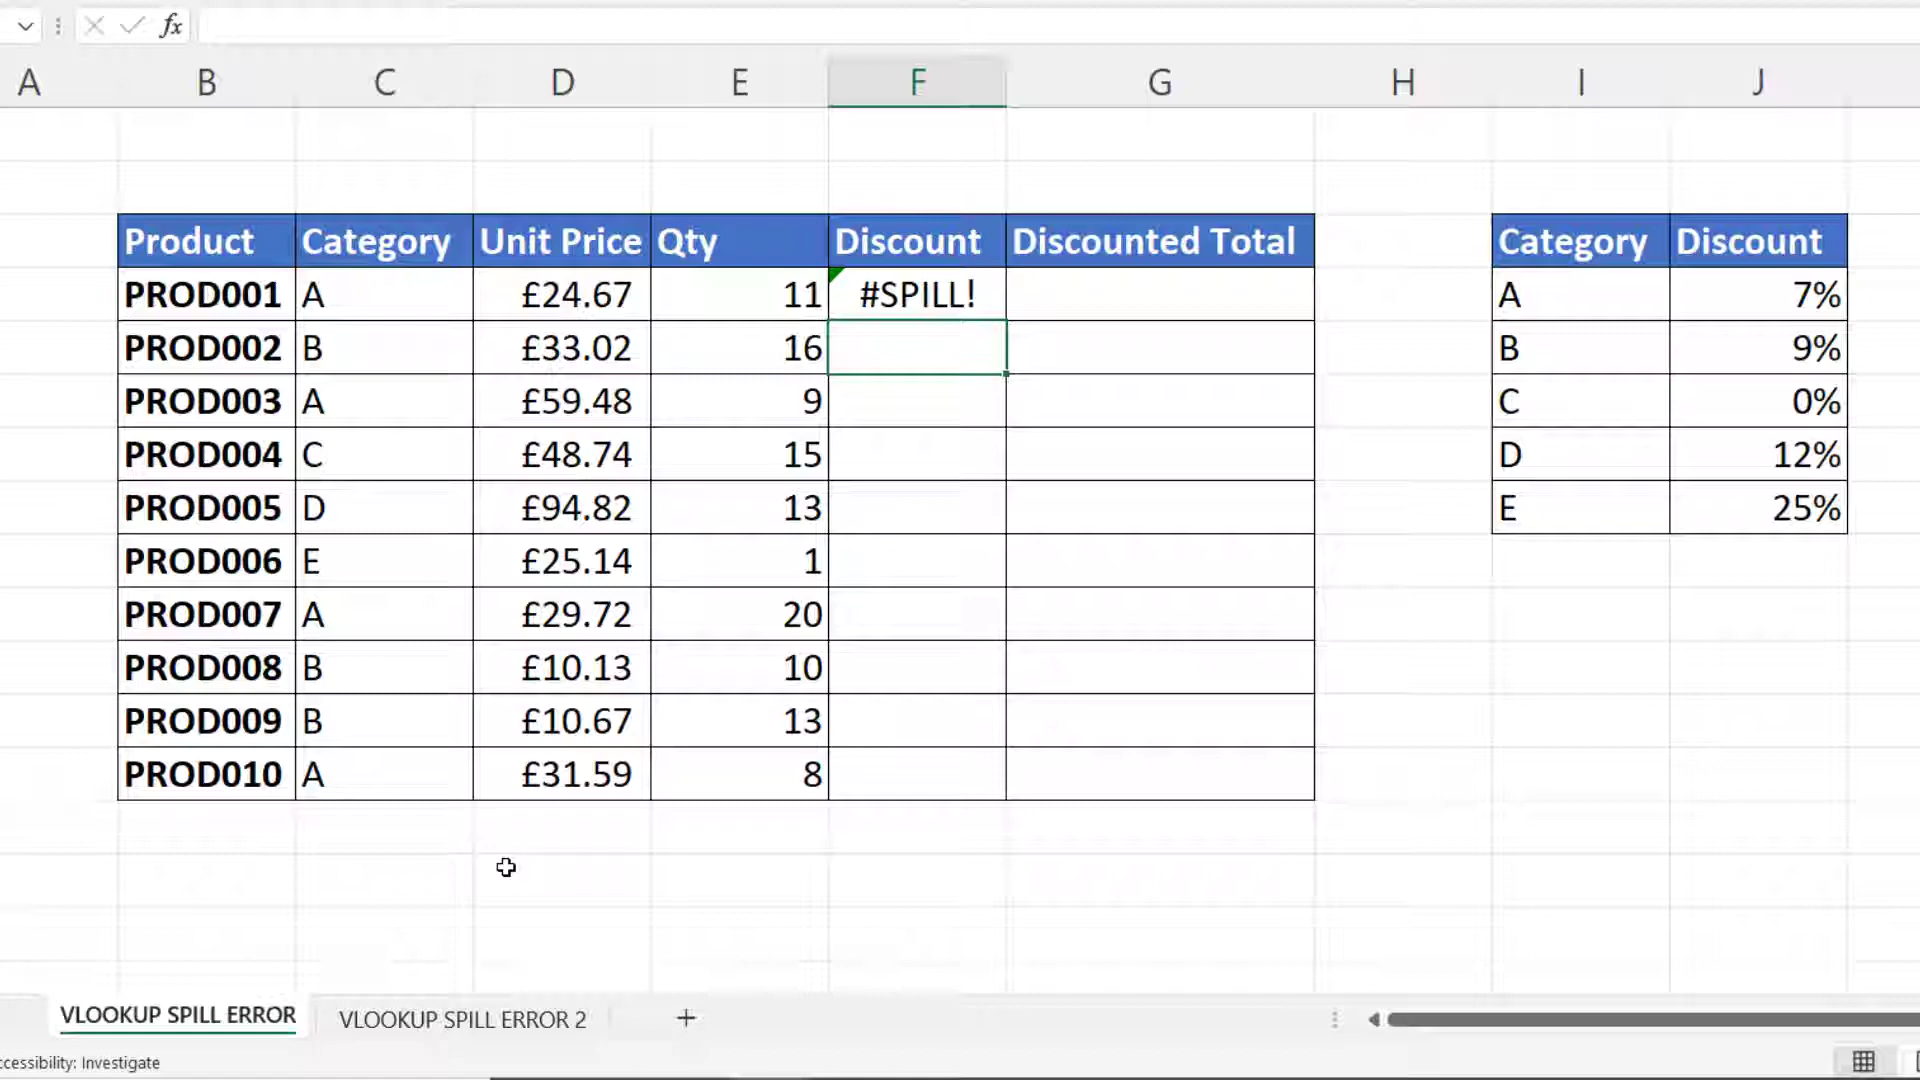 fx
A B C D E F G H I J
Product Category Unit Price Qty Discount Discounted Total Category Discount
PROD001 A £24.67 11 #SPILL! A 7%
PROD002 B £33.02 16 B 9%
PROD003 A £59.48 9 C 0%
PROD004 C £48.74 15 D 12%
PROD005 D £94.82 13 E 25%
PROD006 E £25.14 1
PROD007 A £29.72 20
PROD008 B £10.13 10
PROD009 B £10.67 13
PROD010 A £31.59 8
VLOOKUP SPILL ERROR VLOOKUP SPILL ERROR 2 +
ccessibility: Investigate